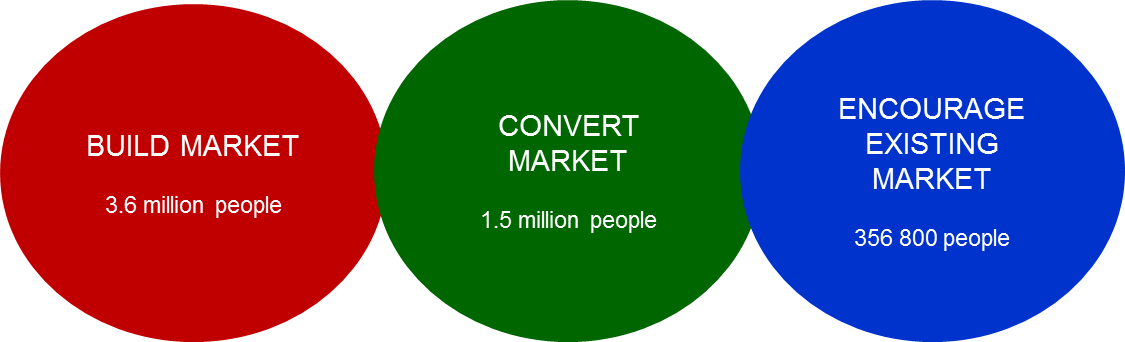 BUILD MARKET
3.6 million people
CONVERT
MARKET
1.5 million people
ENCOURAGE
EXISTING
MARKET
356 800 people